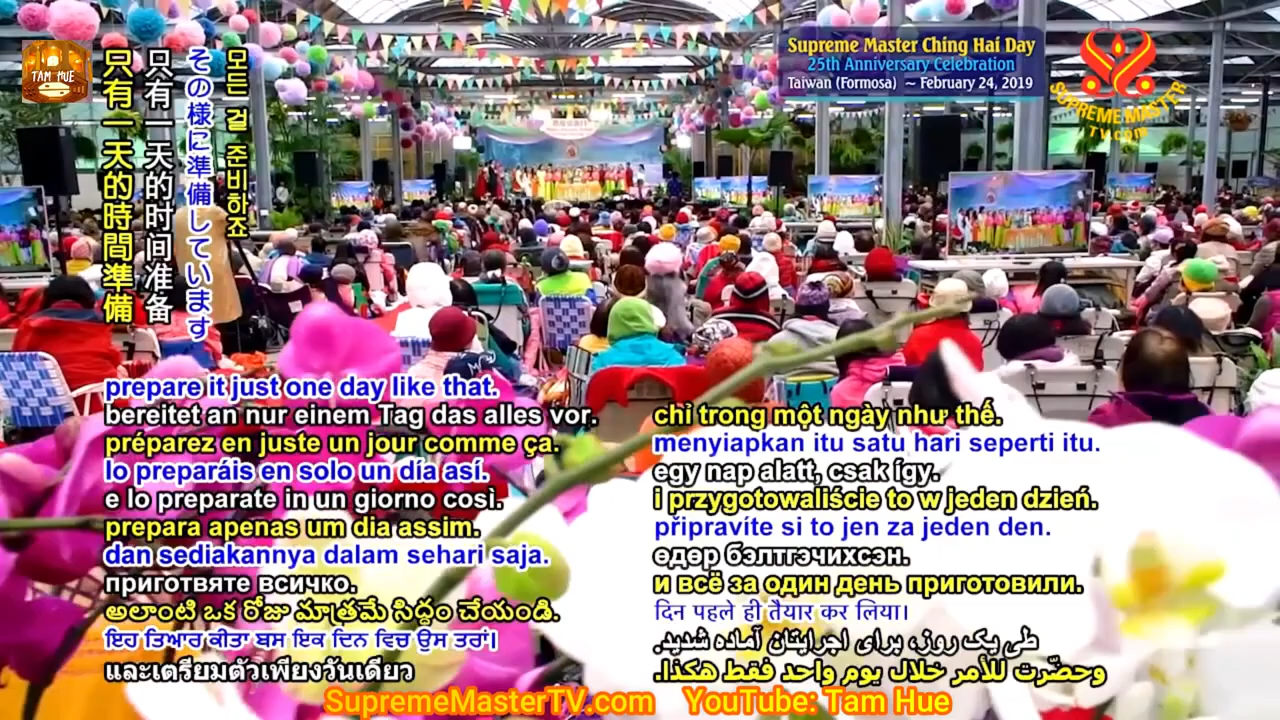 Supreme Master Ching Hai Day
25th Anniversary Celebration
Taiwan (Formosa) ~ February 24, 2019
SUPREME MASTER
TV.com
TAM HUE
모든 걸 준비하죠
その様に準備しています
只有一天的时间准备
只有一天的時間準備
prepare it just one day like that.
bereitet an nur einem Tag das alles vor.
préparez en juste un jour comme ça.
lo preparáis en solo un día así.
e lo preparate in un giorno così.
prepara apenas um dia assim.
dan sediakannya dalam sehari saja.
приготвяте всичко.
అలాంటి ఒక రోజు మాత్రమే సిద్ధం చేయండి.
ਇਹ ਤਿਆਰ ਕੀਤਾ ਬਸ ਇਕ ਦਿਨ ਵਿਚ ਉਸ ਤਰਾਂ।
และเตรียมตัวเพียงวันเดียว
chỉ trong một ngày như thế.
menyiapkan itu satu hari seperti itu.
egy nap alatt, csak így.
i przygotowaliście to w jeden dzień.
připravíte si to jen za jeden den.
өдөр бэлтгэчихсэн.
и всё за один день приготовили.
दिन पहले ही तैयार कर लिया।
طی یک روز، برای اجرایتان آماده شدید.
وحضّرت للأمر خلال يوم واحد فقط هكذا.
SupremeMasterTV.com YouTube: Tam Hue